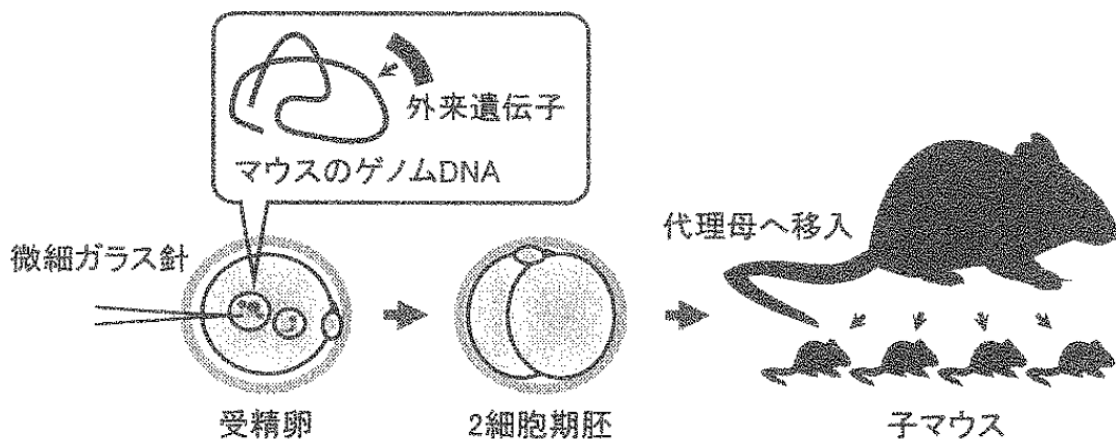 外来遺伝子
マウスのゲノムDNA
微細ガラス針
代理母へ移入
受精卵
2細胞期胚
子マウス